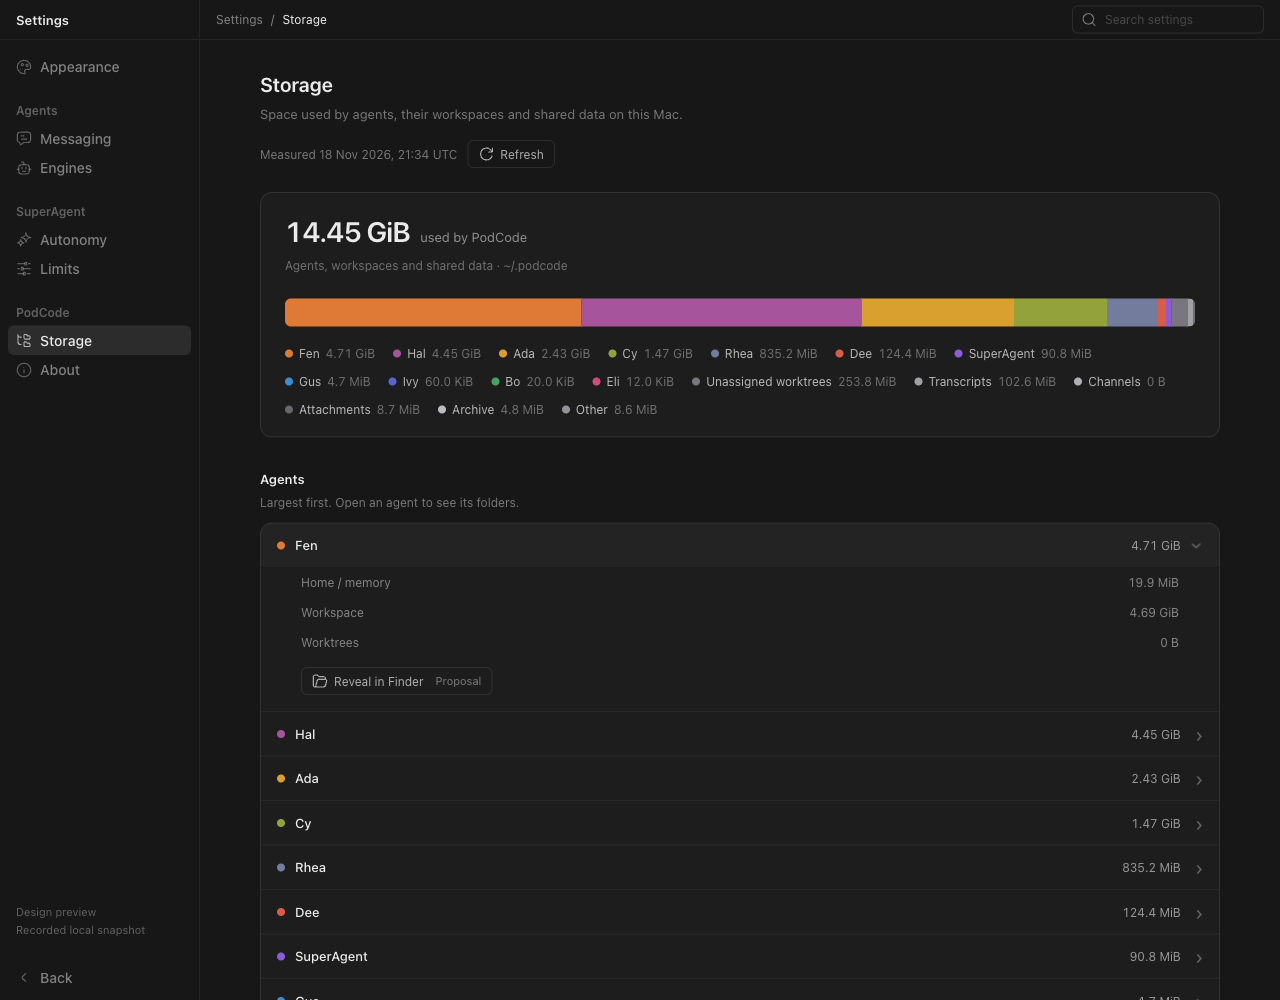 Settings
Settings / Storage
Search settings
Appearance
Agents
Messaging
Engines
SuperAgent
Autonomy
Limits
PodCode
Storage
About
Design preview
Recorded local snapshot
Back
Storage
Space used by agents, their workspaces and shared data on this Mac.
Measured 18 Nov 2026, 21:34 UTC Refresh
14.45 GiB used by PodCode
Agents, workspaces and shared data · ~/.podcode
Fen 4.71 GiB Hal 4.45 GiB Ada 2.43 GiB Cy 1.47 GiB Rhea 835.2 MiB Dee 124.4 MiB SuperAgent 90.8 MiB
Gus 4.7 MiB Ivy 60.0 KiB Bo 20.0 KiB Eli 12.0 KiB Unassigned worktrees 253.8 MiB Transcripts 102.6 MiB Channels 0 B
Attachments 8.7 MiB Archive 4.8 MiB Other 8.6 MiB
Agents
Largest first. Open an agent to see its folders.
Fen 4.71 GiB
Home / memory 19.9 MiB
Workspace 4.69 GiB
Worktrees 0 B
Reveal in Finder Proposal
Hal 4.45 GiB
Ada 2.43 GiB
Cy 1.47 GiB
Rhea 835.2 MiB
Dee 124.4 MiB
SuperAgent 90.8 MiB